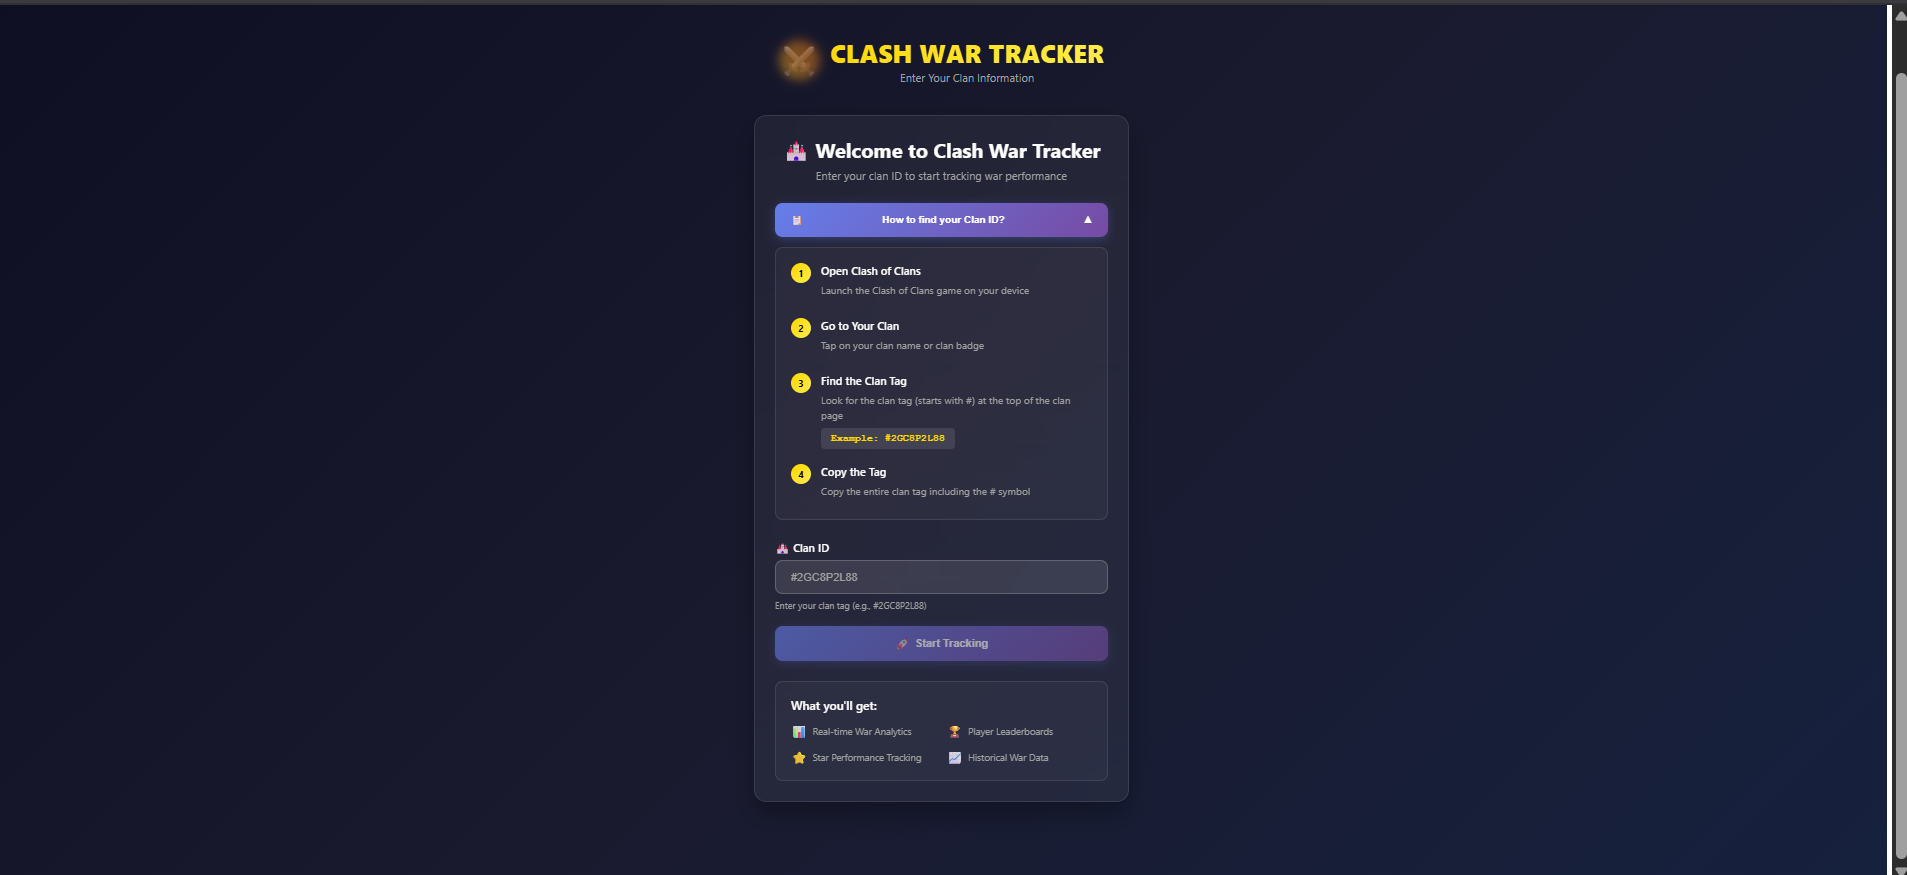 CLASH WAR TRACKER
Enter Your Clan Information
Welcome to Clash War Tracker
Enter your clan ID to start tracking war performance
How to find your Clan ID?
1
Open Clash of Clans
Launch the Clash of Clans game on your device
2
Go to Your Clan
Tap on your clan name or clan badge
3
Find the Clan Tag
Look for the clan tag (starts with #) at the top of the clan
page
Example: #2GC8P2L88
4
Copy the Tag
Copy the entire clan tag including the # symbol
Clan ID
#2GC8P2L88
Enter your clan tag (e.g., #2GC8P2L88)
Start Tracking
What you'll get:
Real-time War Analytics
Player Leaderboards
Star Performance Tracking
Historical War Data